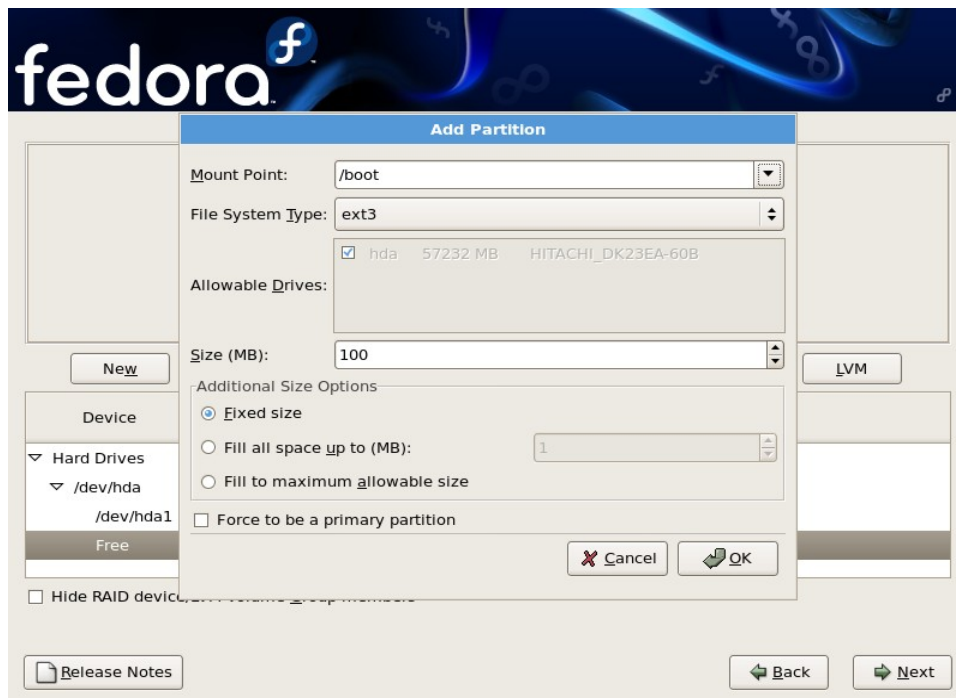 fedora
Add Partition
Mount Point: /boot
File System Type: ext3
hda 57232 MB HITACHI_DK23EA-60B
Allowable Drives:
Size (MB): 100
New
LVM
Additional Size Options
Device
Fixed size
Fill all space up to (MB): 1
Hard Drives
/dev/hda
Fill to maximum allowable size
/dev/hda1
Force to be a primary partition
Free
Cancel
OK
Hide RAID device
Release Notes
Back
Next